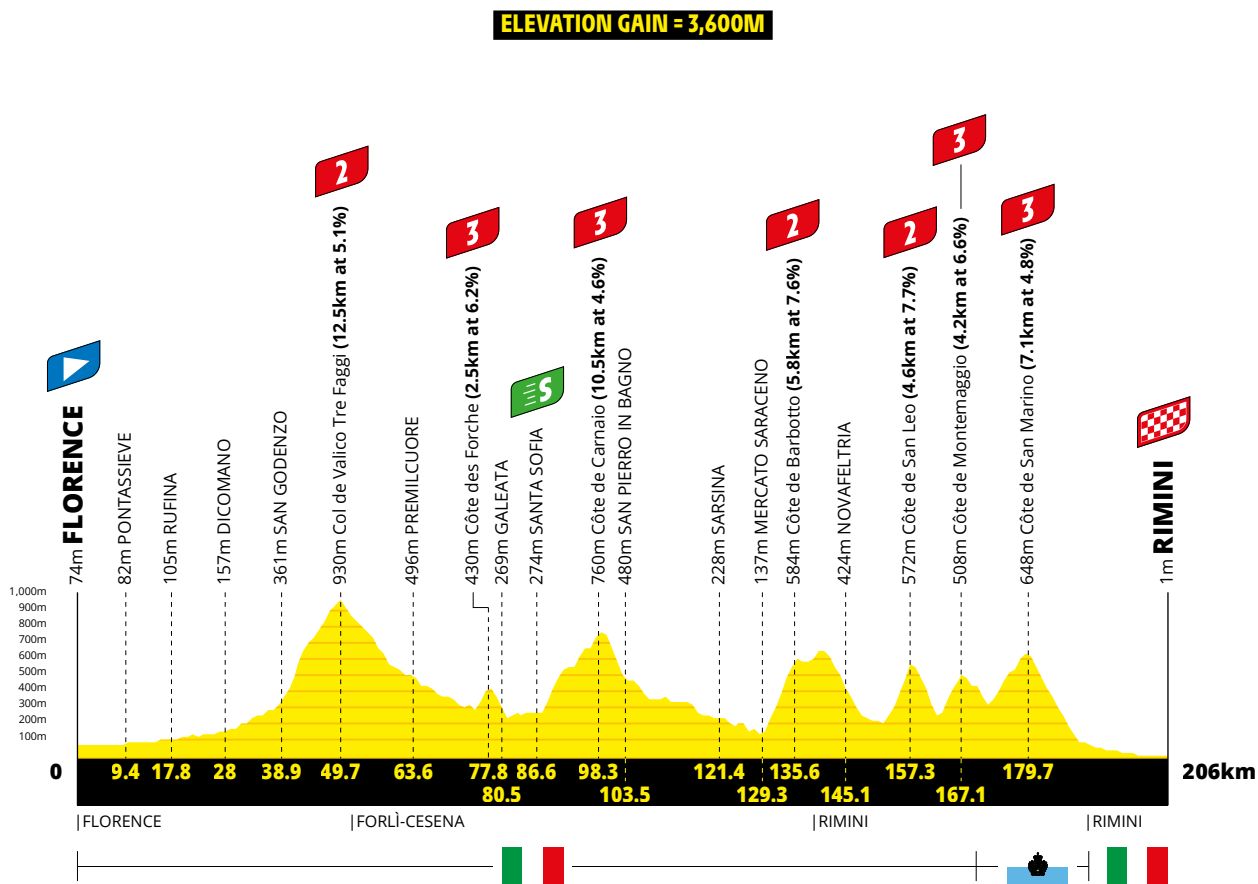 ELEVATION GAIN = 3,600M
2
3
3
2
2
3
3
S
74m FLORENCE
82m PONTASSIEVE
105m RUFINA
157m DICOMANO
361m SAN GODENZO
930m Col de Valico Tre Faggi (12.5km at 5.1%)
496m PREMILCUORE
430m Côte des Forche (2.5km at 6.2%)
269m GALEATA
274m SANTA SOFIA
760m Côte de Carnaio (10.5km at 4.6%)
480m SAN PIERRO IN BAGNO
228m SARSINA
137m MERCATO SARACENO
584m Côte de Barbotto (5.8km at 7.6%)
424m NOVAFELTRIA
572m Côte de San Leo (4.6km at 7.7%)
508m Côte de Montemaggio (4.2km at 6.6%)
648m Côte de San Marino (7.1km at 4.8%)
1m RIMINI
1,000m
900m
800m
700m
600m
500m
400m
300m
200m
100m
0 9.4 17.8 28 38.9 49.7 63.6 77.8 86.6 98.3 121.4 135.6 157.3 179.7 206km
80.5 103.5 129.3 145.1 167.1
FLORENCE FORLÌ-CESENA RIMINI RIMINI